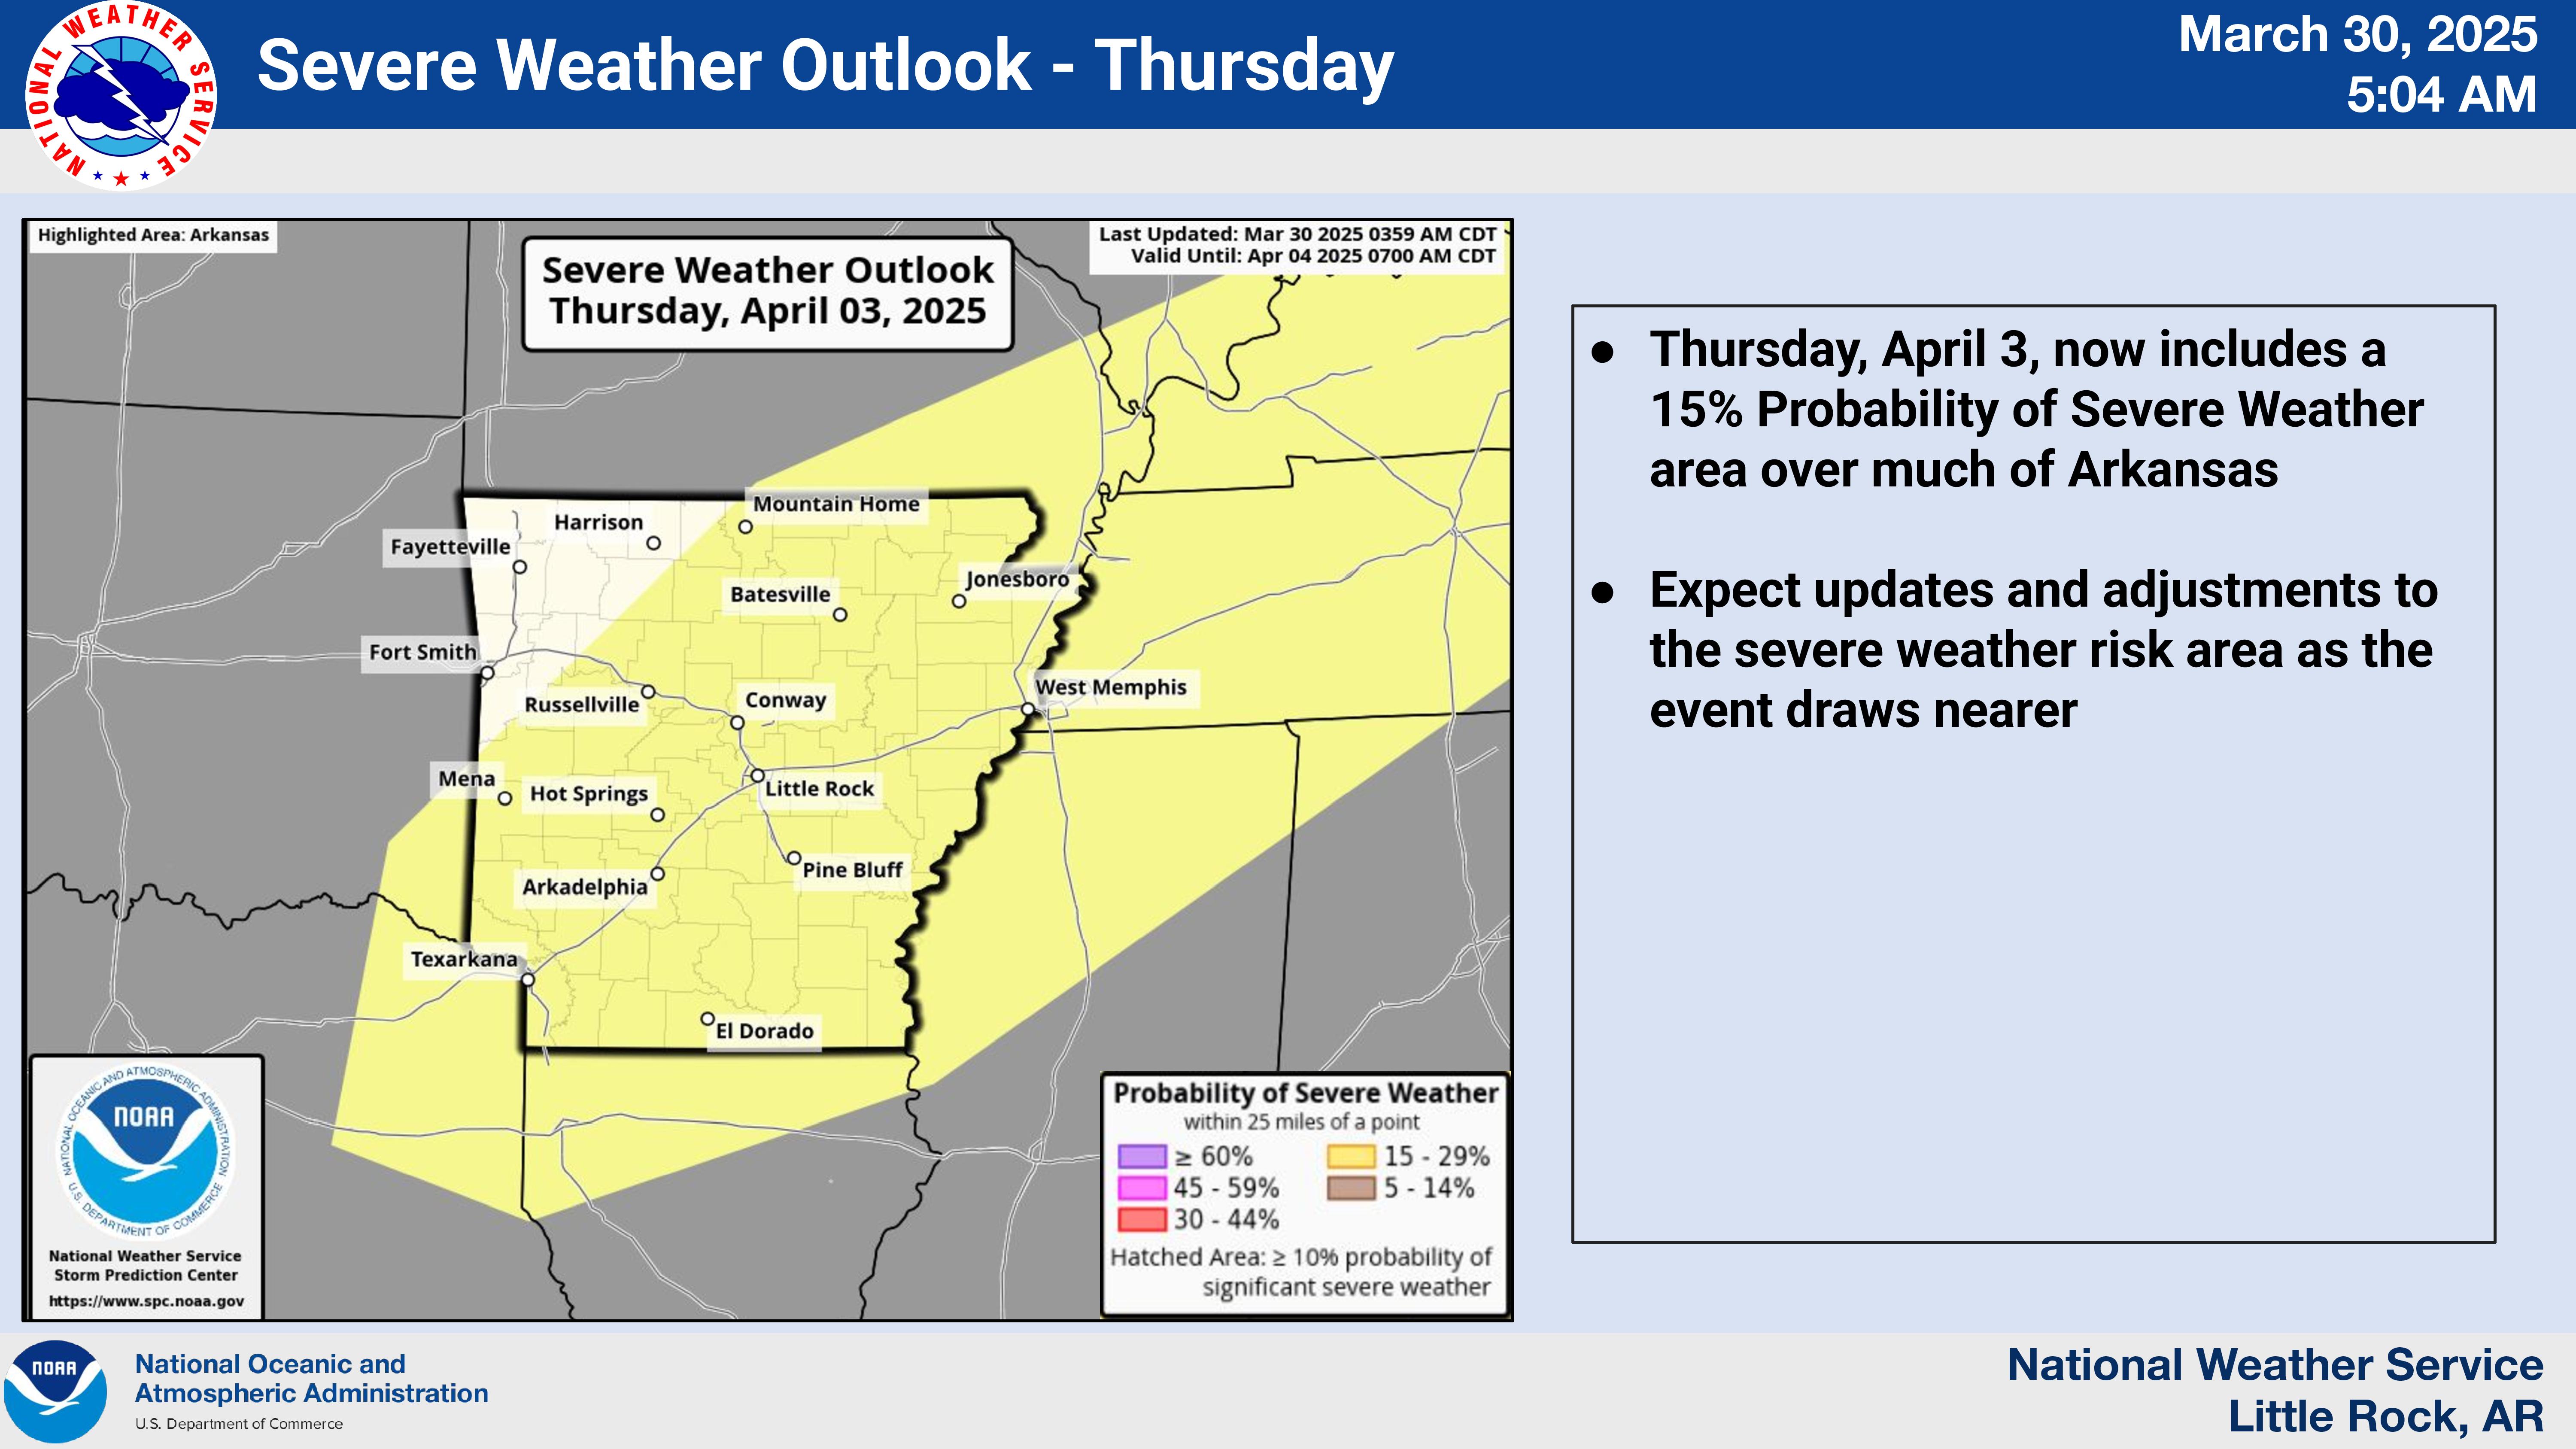 NATIONAL WEATHER SERVICE
Severe Weather Outlook - Thursday
March 30, 2025
5:04 AM
Highlighted Area: Arkansas
Severe Weather Outlook
Thursday, April 03, 2025
Last Updated: Mar 30 2025 0359 AM CDT
Valid Until: Apr 04 2025 0700 AM CDT
Mountain Home
Harrison
Fayetteville
Jonesboro
Batesville
Fort Smith
West Memphis
Russellville
Conway
Mena
Hot Springs
Little Rock
Pine Bluff
Arkadelphia
Texarkana
El Dorado
NATIONAL OCEANIC AND ATMOSPHERIC ADMINISTRATION
NOAA
U.S. DEPARTMENT OF COMMERCE
National Weather Service
Storm Prediction Center
https://www.spc.noaa.gov
Probability of Severe Weather
within 25 miles of a point
≥ 60%
15 - 29%
45 - 59%
5 - 14%
30 - 44%
Hatched Area: ≥ 10% probability of
significant severe weather
● Thursday, April 3, now includes a
15% Probability of Severe Weather
area over much of Arkansas
● Expect updates and adjustments to
the severe weather risk area as the
event draws nearer
NOAA
National Oceanic and
Atmospheric Administration
U.S. Department of Commerce
National Weather Service
Little Rock, AR